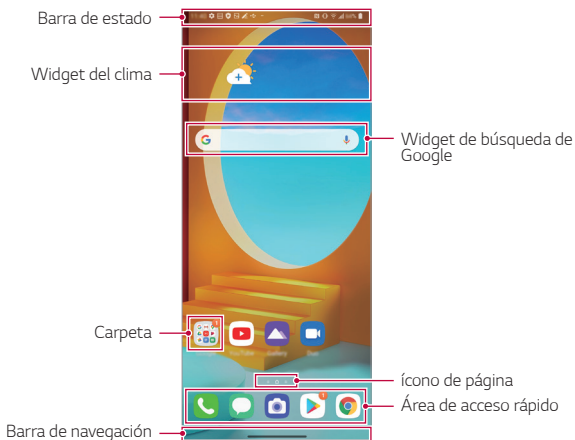 Barra de estado
Widget del clima
Widget de búsqueda de
Google
Carpeta
YouTube
Gallery
Duo
ícono de página
Área de acceso rápido
Barra de navegación